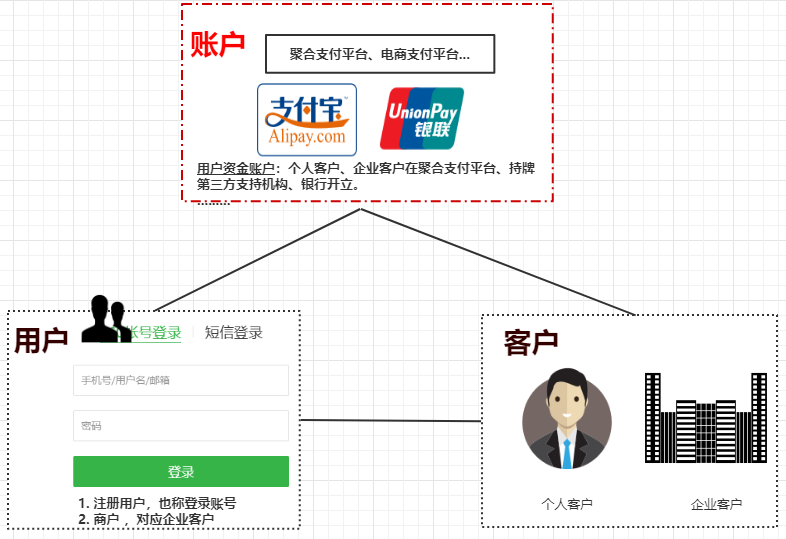 账户
聚合支付平台、电商支付平台...
支付宝
Alipay.com
UnionPay
银联
用户资金账户：个人客户、企业客户在聚合支付平台、持牌
第三方支持机构、银行开立。
.........
用户
账号登录 短信登录
手机号/用户名/邮箱
密码
登录
1. 注册用户，也称登录账号
2. 商户 ，对应企业客户
客户
个人客户 企业客户